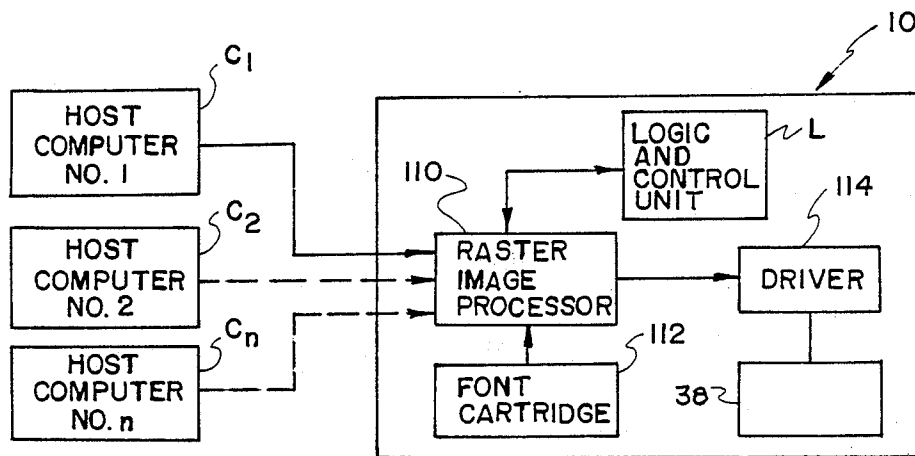 10
C1
HOST
COMPUTER
NO. 1
C2
HOST
COMPUTER
NO. 2
Cn
HOST
COMPUTER
NO. n
LOGIC
AND
CONTROL
UNIT
L
110
RASTER
IMAGE
PROCESSOR
114
DRIVER
112
FONT
CARTRIDGE
38